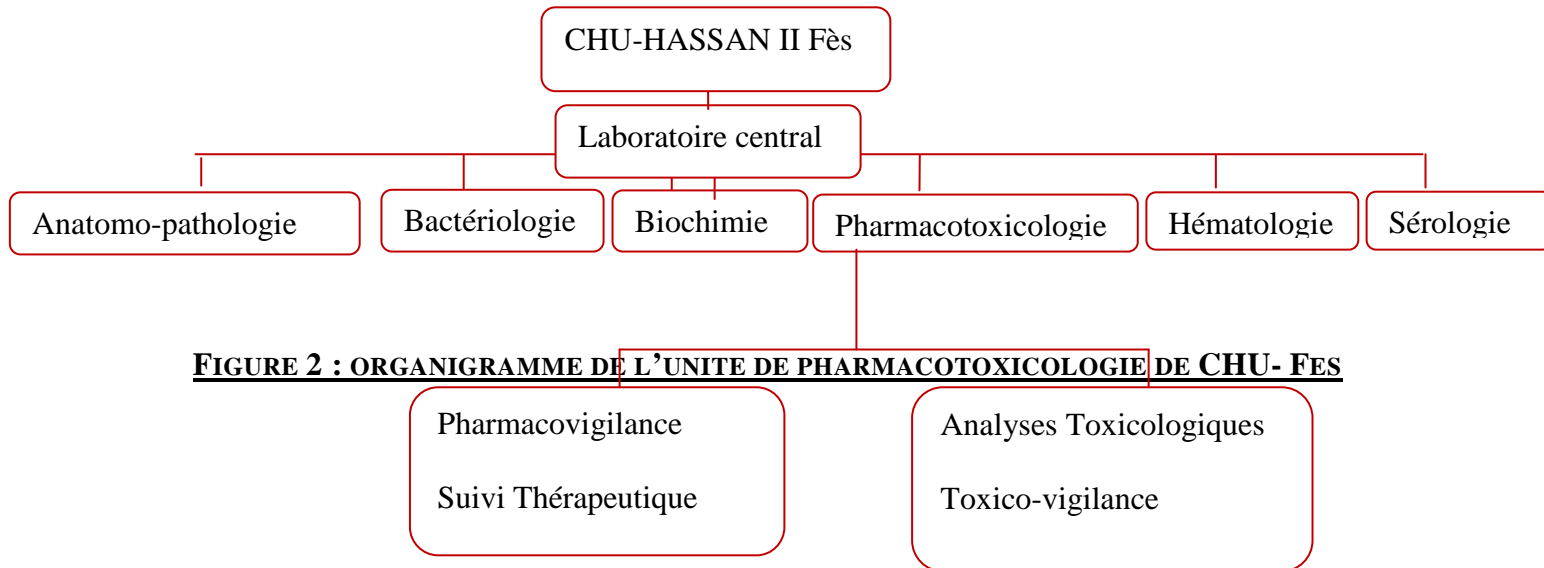 CHU-HASSAN II Fès
Laboratoire central
Anatomo-pathologie
Bactériologie
Biochimie
Pharmacotoxicologie
Hématologie
Sérologie
FIGURE 2 : ORGANIGRAMME DE L’UNITE DE PHARMACOTOXICOLOGIE DE CHU- FES
Pharmacovigilance
Suivi Thérapeutique
Analyses Toxicologiques
Toxico-vigilance